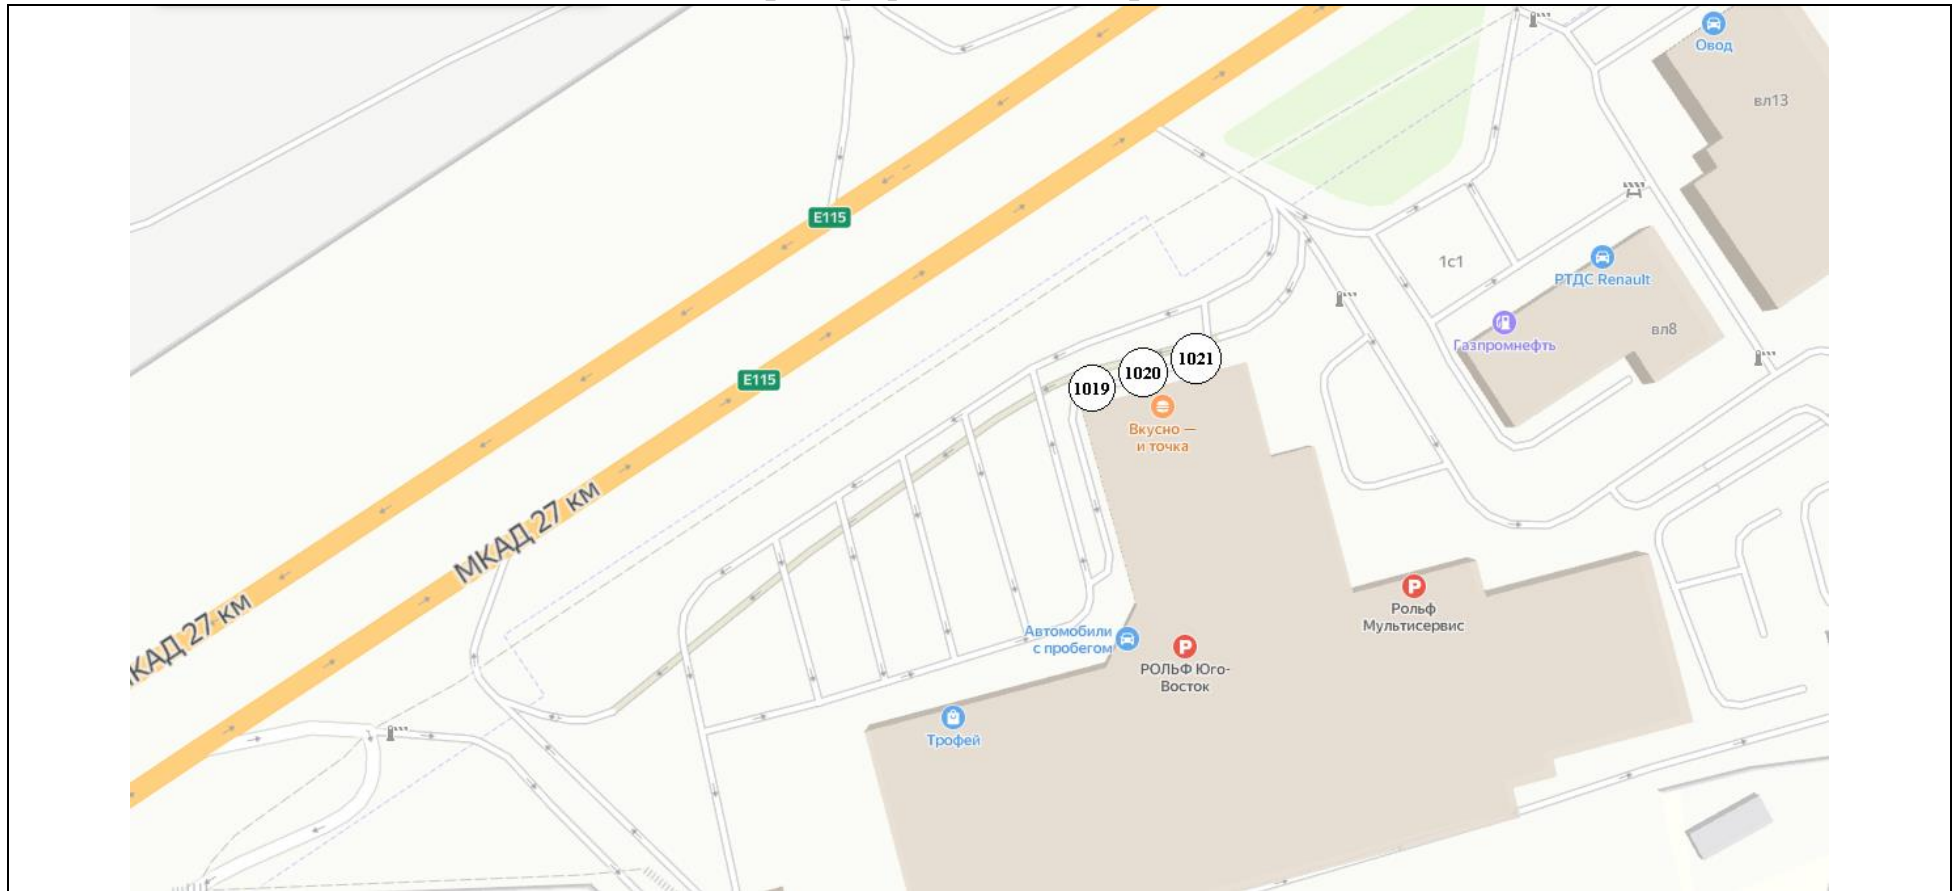 Овод
вл13
E115
1с1
РТДС Renault
вл8
Газпромнефть
E115
1019
1020
1021
Вкусно —
и точка
МКАД 27 км
КАД 27 км
Рольф
Мультисервис
Автомобили
с пробегом
РОЛЬФ Юго-
Восток
Трофей